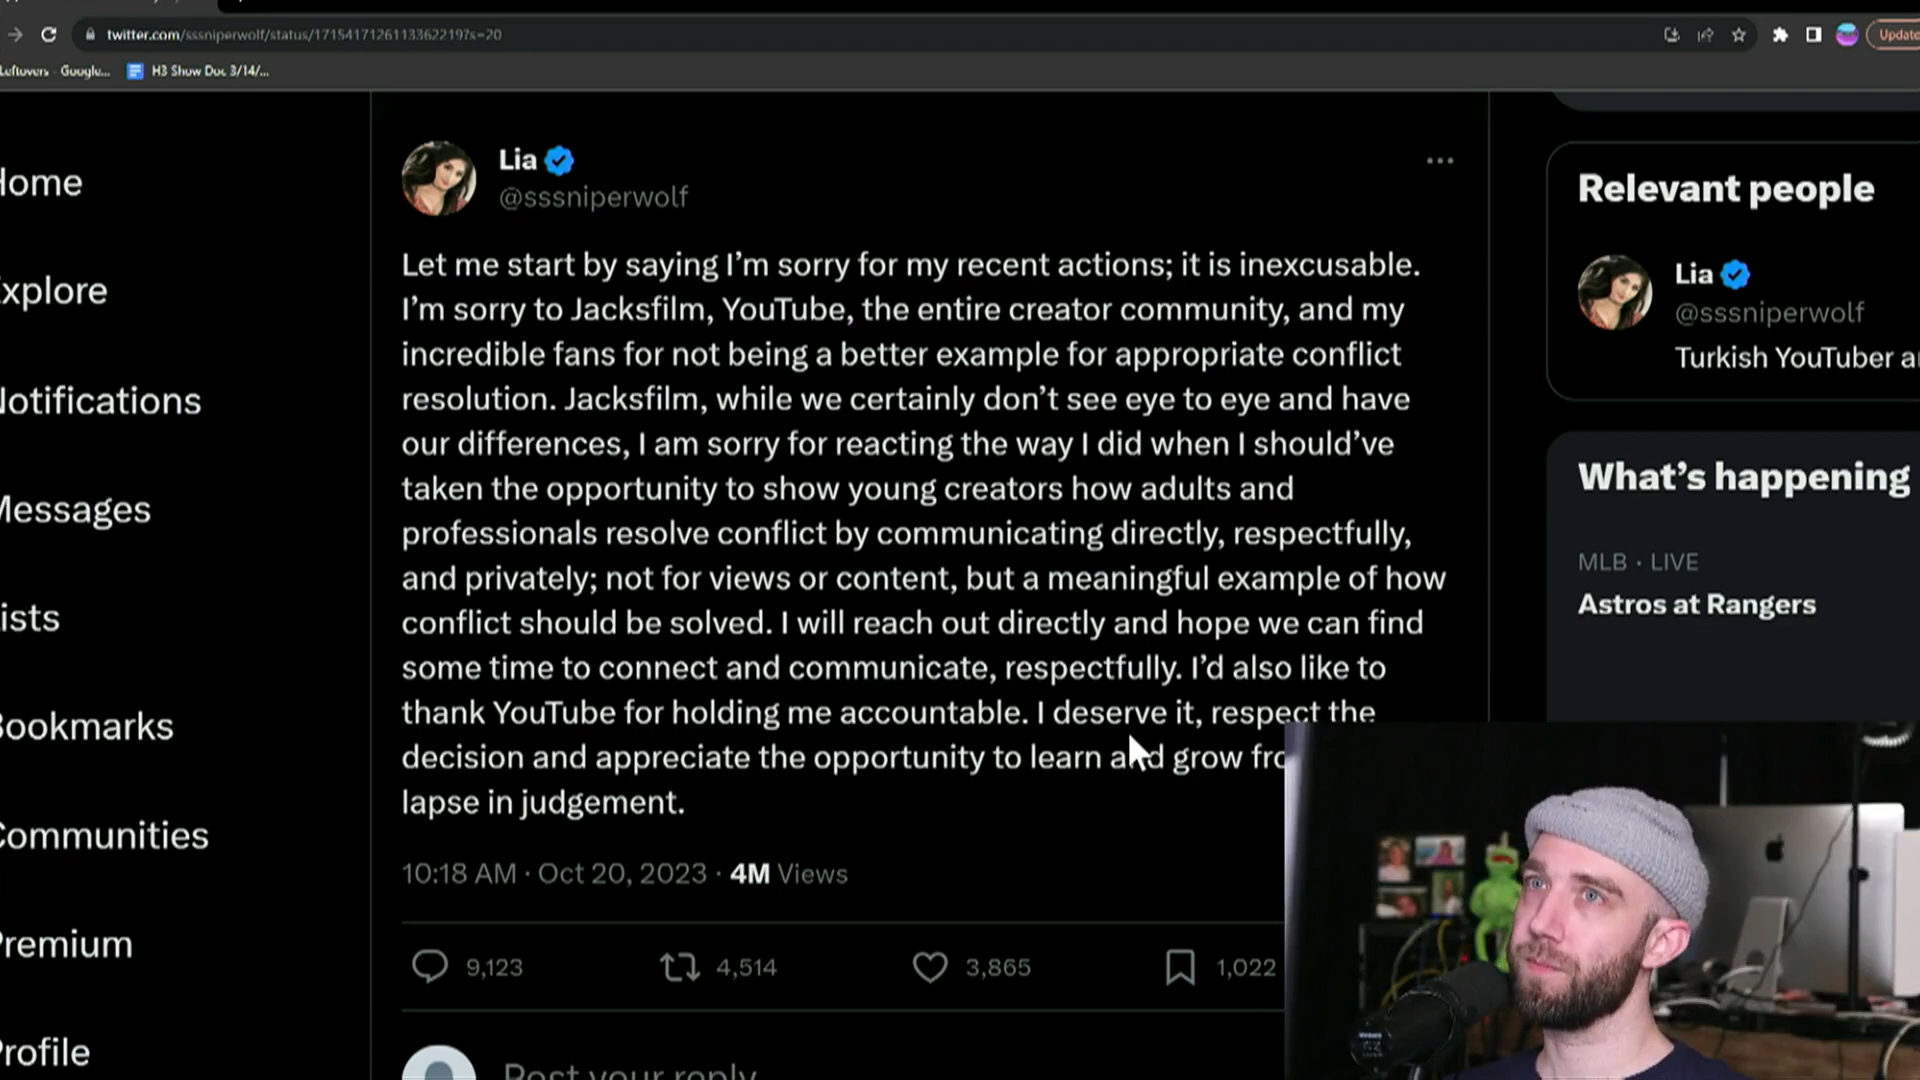 twitter.com/sssniperwolf/status/1715417126113362219?s=20
Update
Leftovers - Google...
H3 Show Doc 3/14/...
Home
Explore
Notifications
Messages
Lists
Bookmarks
Communities
Premium
Profile
Lia
@sssniperwolf
Let me start by saying I’m sorry for my recent actions; it is inexcusable.
I’m sorry to Jacksfilm, YouTube, the entire creator community, and my
incredible fans for not being a better example for appropriate conflict
resolution. Jacksfilm, while we certainly don’t see eye to eye and have
our differences, I am sorry for reacting the way I did when I should’ve
taken the opportunity to show young creators how adults and
professionals resolve conflict by communicating directly, respectfully,
and privately; not for views or content, but a meaningful example of how
conflict should be solved. I will reach out directly and hope we can find
some time to connect and communicate, respectfully. I’d also like to
thank YouTube for holding me accountable. I deserve it, respect the
decision and appreciate the opportunity to learn and grow fro
lapse in judgement.
10:18 AM · Oct 20, 2023 · 4M Views
9,123 4,514 3,865 1,022
Post your reply
Relevant people
Lia
@sssniperwolf
Turkish YouTuber a
What’s happening
MLB · LIVE
Astros at Rangers